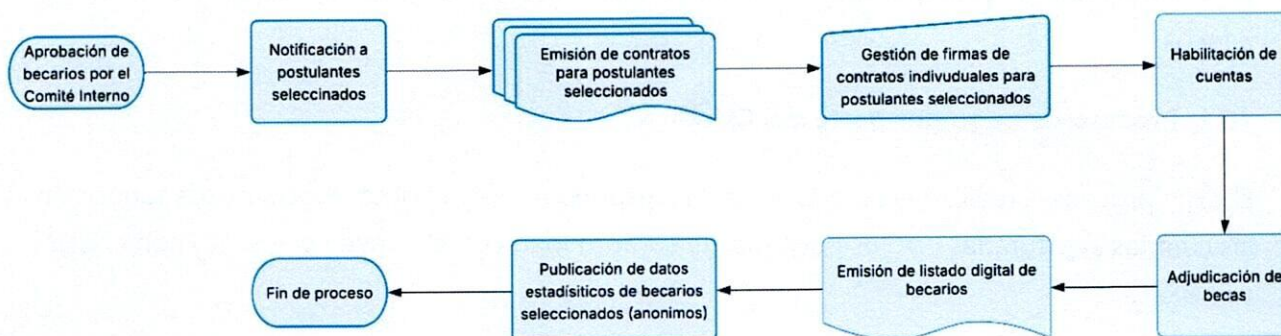 Aprobación de
becarios por el
Comité Interno
Notificación a
postulantes
seleccinados
Emisión de contratos
para postulantes
seleccionados
Gestión de firmas de
contratos indivuduales para
postulantes seleccionados
Habilitación de
cuentas
Adjudicación de
becas
Emisión de listado digital de
becarios
Publicación de datos
estadísiticos de becarios
seleccionados (anonimos)
Fin de proceso